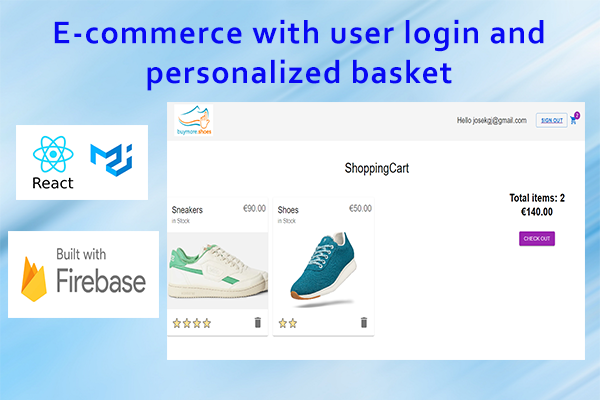 E-commerce with user login and
personalized basket
buymore.shoes
Hello josekgj@gmail.com
SIGN OUT
2
React
ShoppingCart
Sneakers
€90.00
in Stock
Shoes
€50.00
in Stock
Total items: 2
€140.00
CHECK OUT
Built with
Firebase